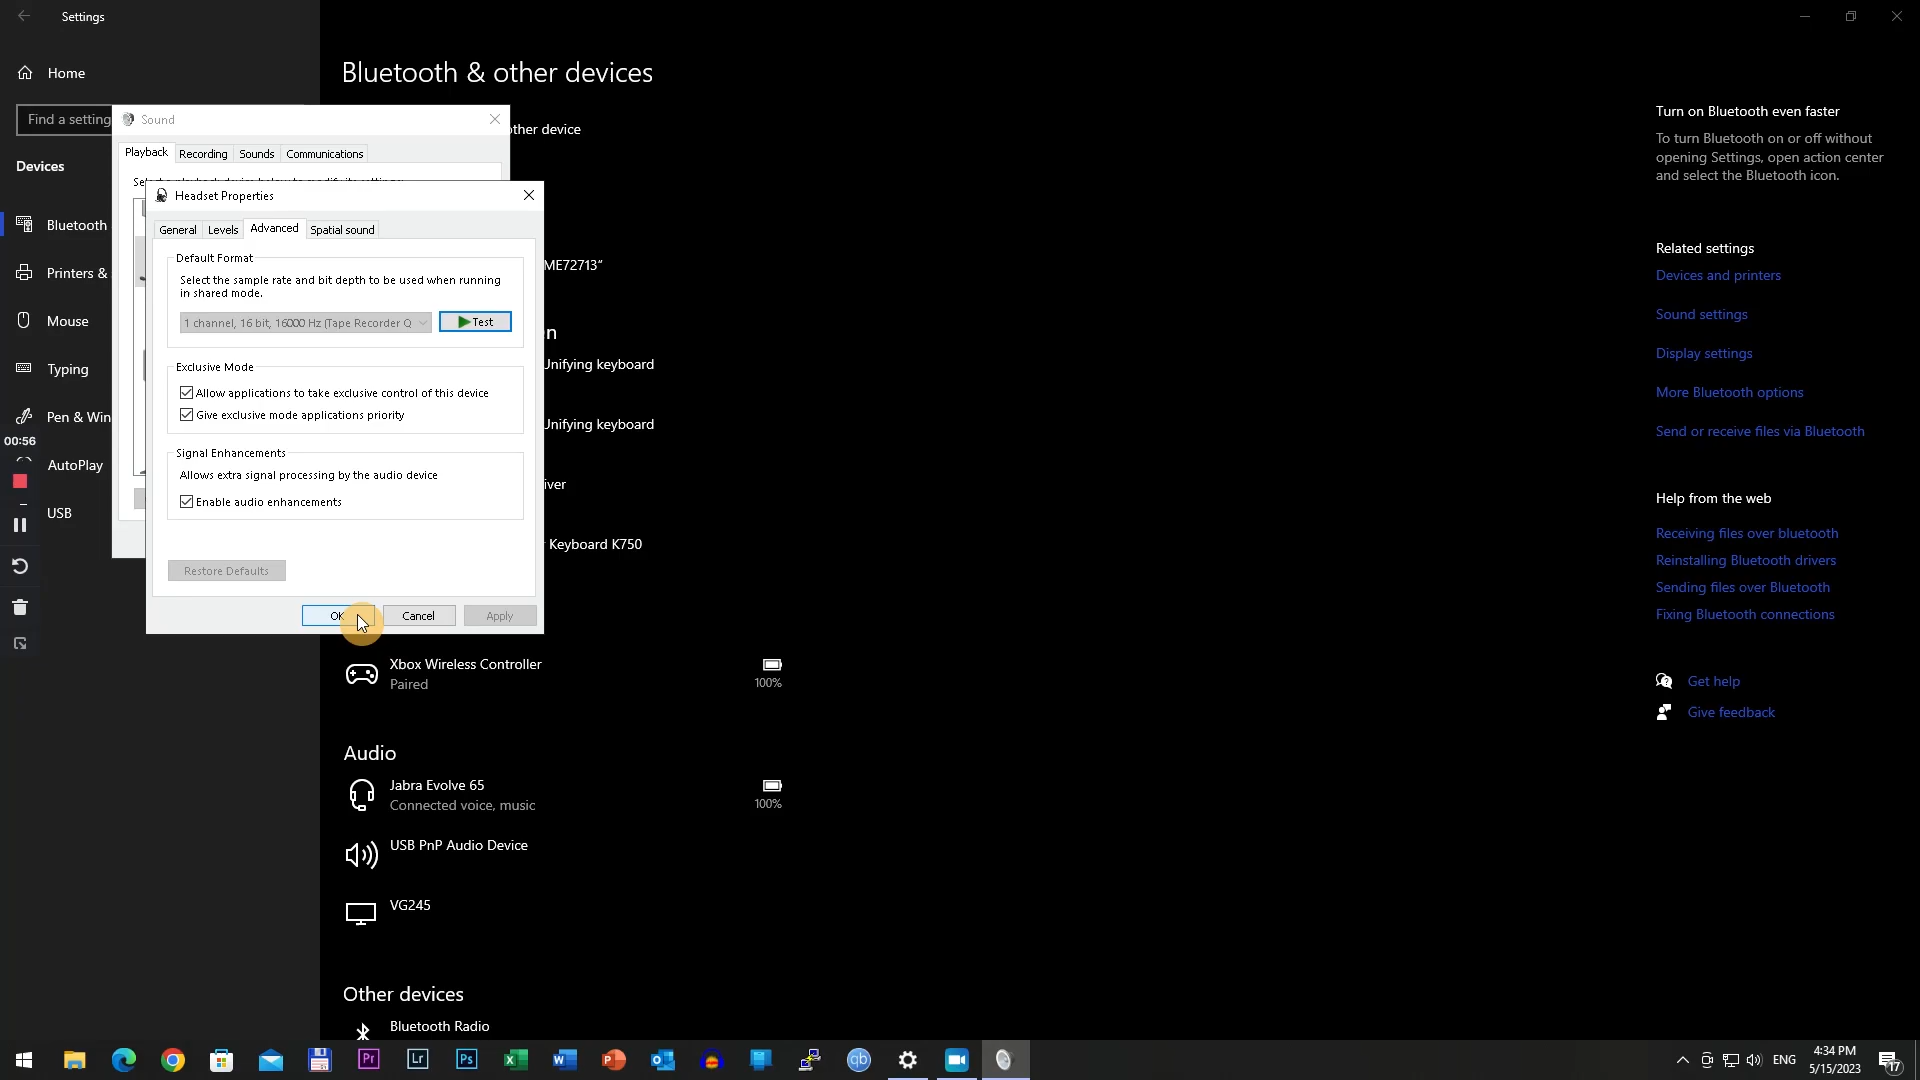 Settings
Home
Find a setting
Devices
Bluetooth
Printers &
Mouse
Typing
Pen & Win
AutoPlay
USB
00:56
Bluetooth & other devices
other device
ME72713"
Unifying keyboard
Unifying keyboard
iver
Keyboard K750
Xbox Wireless Controller
Paired
100%
Audio
Jabra Evolve 65
Connected voice, music
100%
USB PnP Audio Device
VG245
Other devices
Bluetooth Radio
Sound
Playback
Recording
Sounds
Communications
Headset Properties
General
Levels
Advanced
Spatial sound
Default Format
Select the sample rate and bit depth to be used when running
in shared mode.
1 channel, 16 bit, 16000 Hz (Tape Recorder Q
Test
Exclusive Mode
Allow applications to take exclusive control of this device
Give exclusive mode applications priority
Signal Enhancements
Allows extra signal processing by the audio device
Enable audio enhancements
Restore Defaults
OK
Cancel
Apply
Turn on Bluetooth even faster
To turn Bluetooth on or off without
opening Settings, open action center
and select the Bluetooth icon.
Related settings
Devices and printers
Sound settings
Display settings
More Bluetooth options
Send or receive files via Bluetooth
Help from the web
Receiving files over bluetooth
Reinstalling Bluetooth drivers
Sending files over Bluetooth
Fixing Bluetooth connections
Get help
Give feedback
Pr
Lr
Ps
qb
ENG
4:34 PM
5/15/2023
17